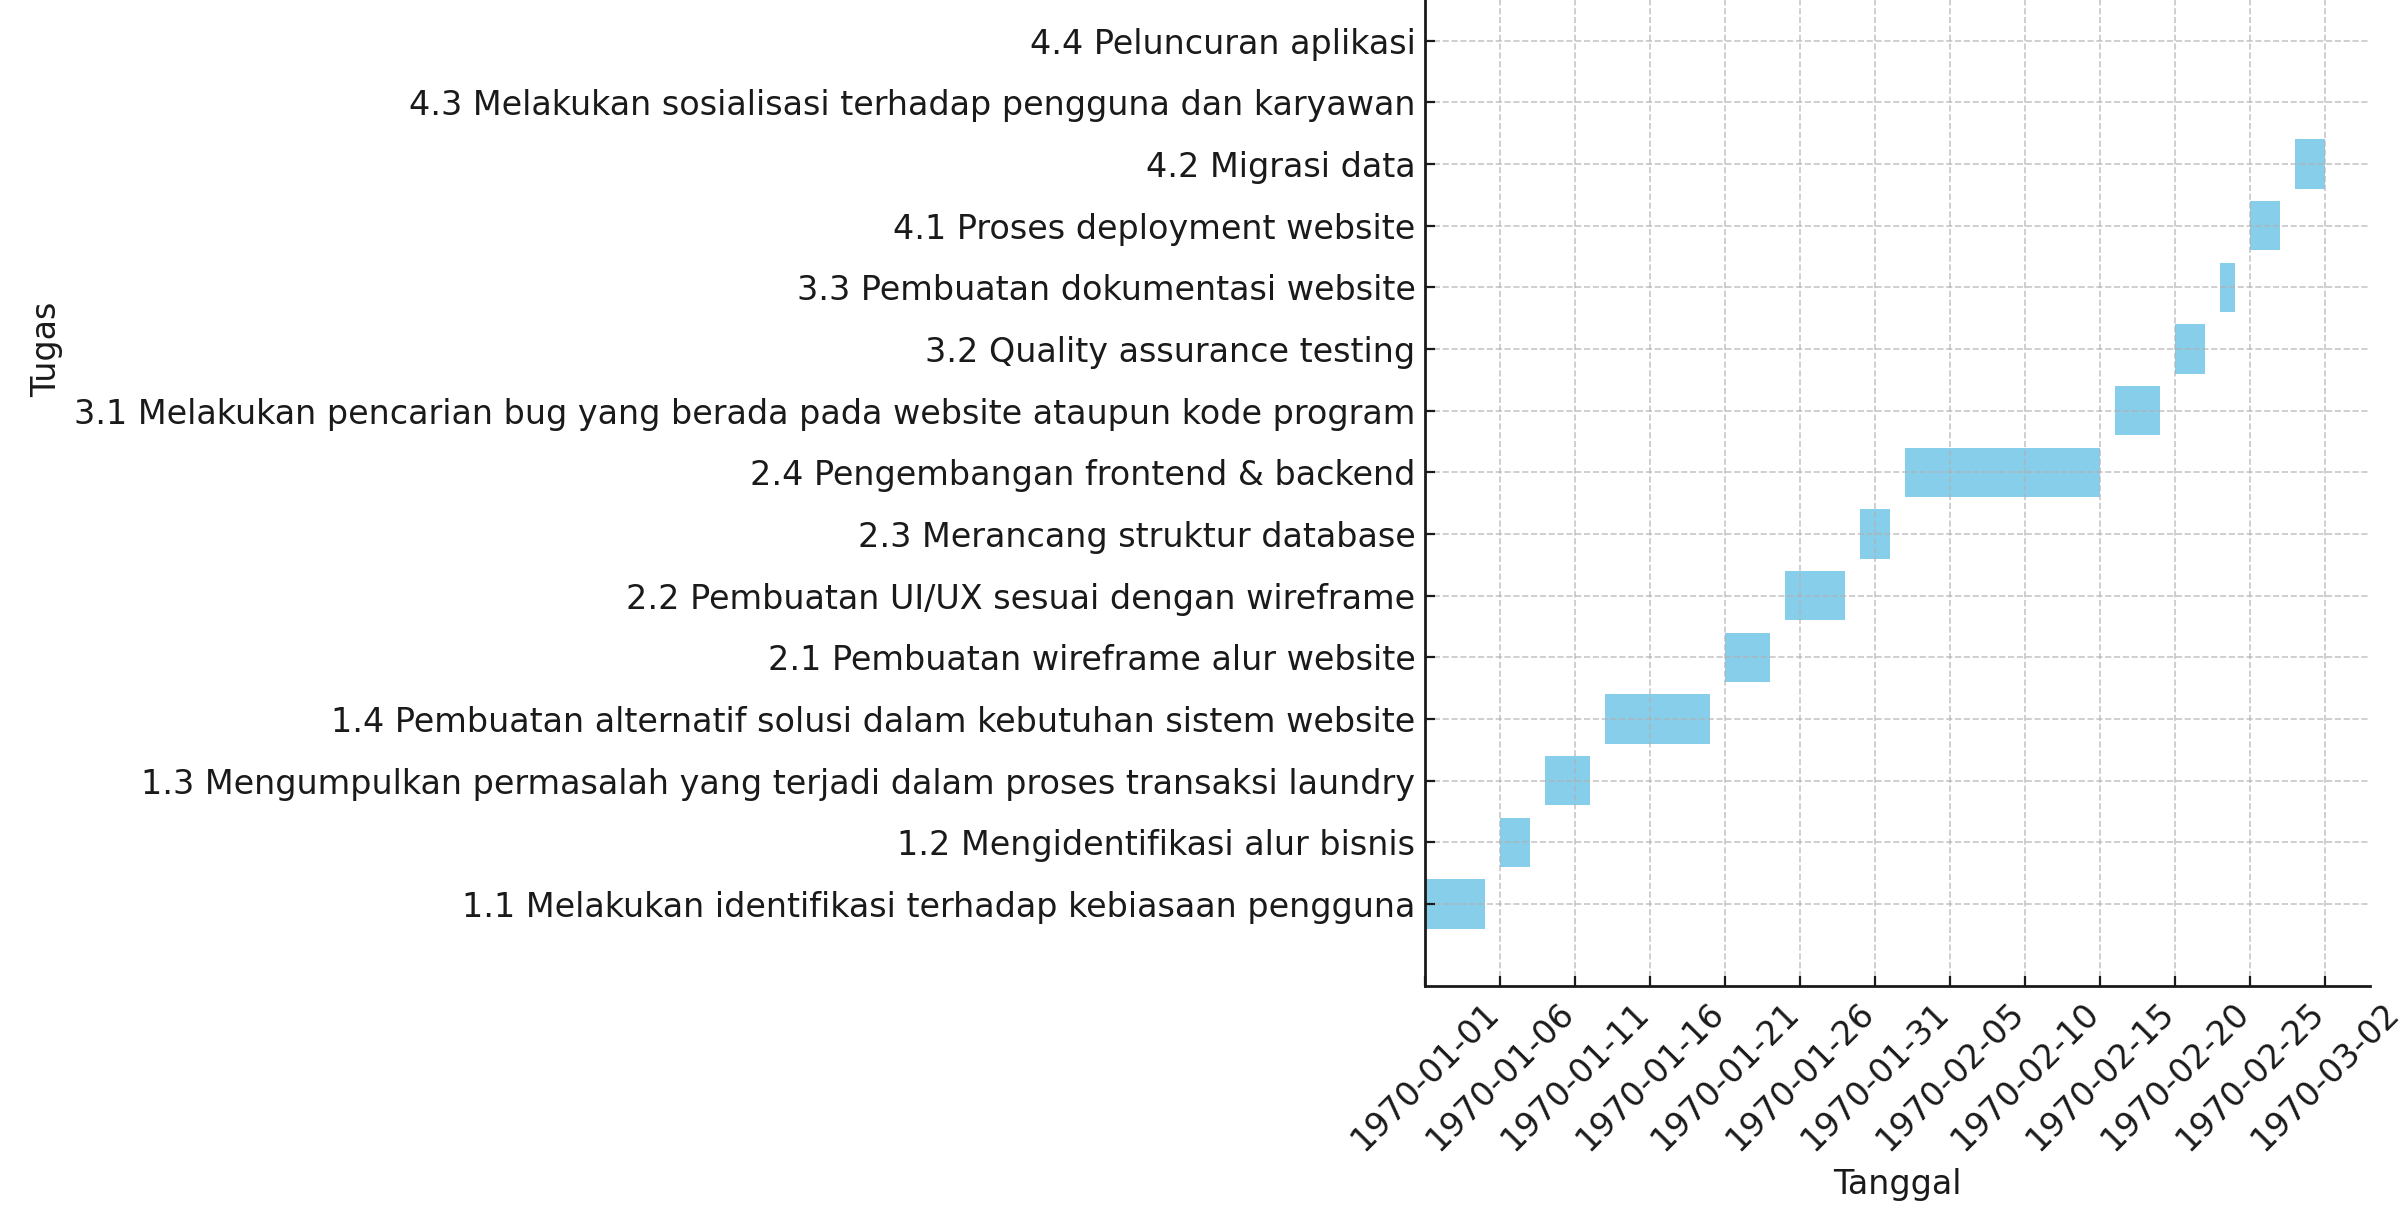 4.4 Peluncuran aplikasi
4.3 Melakukan sosialisasi terhadap pengguna dan karyawan
4.2 Migrasi data
4.1 Proses deployment website
3.3 Pembuatan dokumentasi website
3.2 Quality assurance testing
3.1 Melakukan pencarian bug yang berada pada website ataupun kode program
2.4 Pengembangan frontend & backend
2.3 Merancang struktur database
2.2 Pembuatan UI/UX sesuai dengan wireframe
2.1 Pembuatan wireframe alur website
1.4 Pembuatan alternatif solusi dalam kebutuhan sistem website
1.3 Mengumpulkan permasalah yang terjadi dalam proses transaksi laundry
1.2 Mengidentifikasi alur bisnis
1.1 Melakukan identifikasi terhadap kebiasaan pengguna
Tugas
1970-01-01
1970-01-06
1970-01-11
1970-01-16
1970-01-21
1970-01-26
1970-01-31
1970-02-05
1970-02-10
1970-02-15
1970-02-20
1970-02-25
1970-03-02
Tanggal